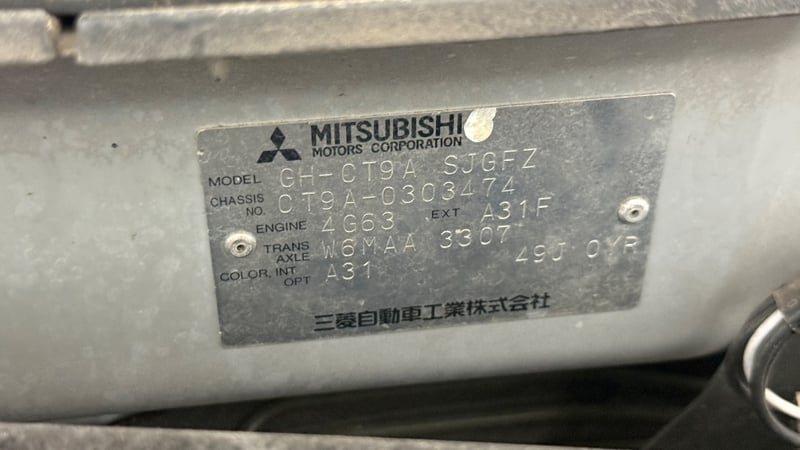 MITSUBISHI
MOTORS CORPORATION
MODEL GH-CT9A SJGFZ
CHASSIS NO. CT9A-0303474
ENGINE 4G63 EXT A31F
TRANS AXLE W6MAA 3307
COLOR, INT OPT A31 49J 0YR
三菱自動車工業株式会社